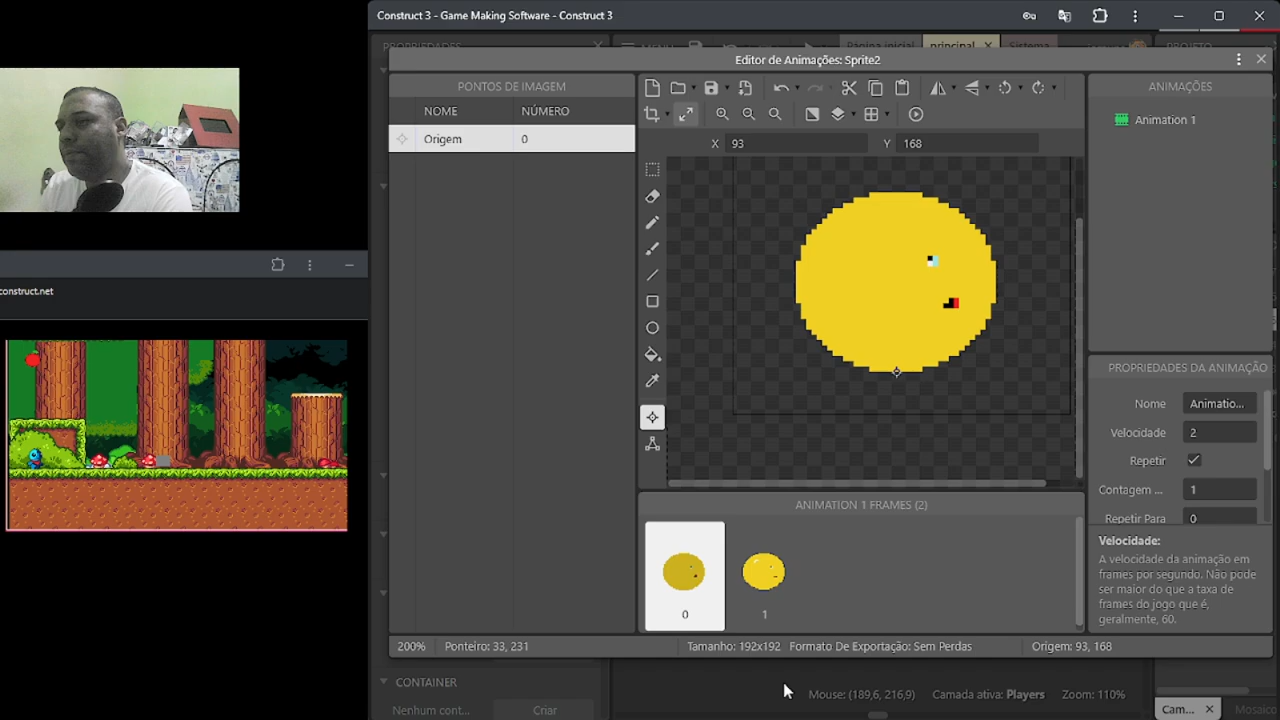 Construct 3 - Game Making Software - Construct 3
PROPRIEDADES
MENU
Página inicial
principal
Sistema
PROJETO
Editor de Animações: Sprite2
PONTOS DE IMAGEM
NOME NÚMERO
Origem 0
X 93 Y 168
ANIMAÇÕES
Animation 1
construct.net
PROPRIEDADES DA ANIMAÇÃO
Nome Animatio...
Velocidade 2
Repetir
Contagem ... 1
Repetir Para 0
Velocidade:
A velocidade da animação em
frames por segundo. Não pode
ser maior do que a taxa de
frames do jogo que é,
geralmente, 60.
ANIMATION 1 FRAMES (2)
0 1
200% Ponteiro: 33, 231 Tamanho: 192x192 Formato De Exportação: Sem Perdas Origem: 93, 168
CONTAINER
Nenhum cont... Criar
Mouse: (189,6, 216,9) Camada ativa: Players Zoom: 110%
Cam... Mosaico